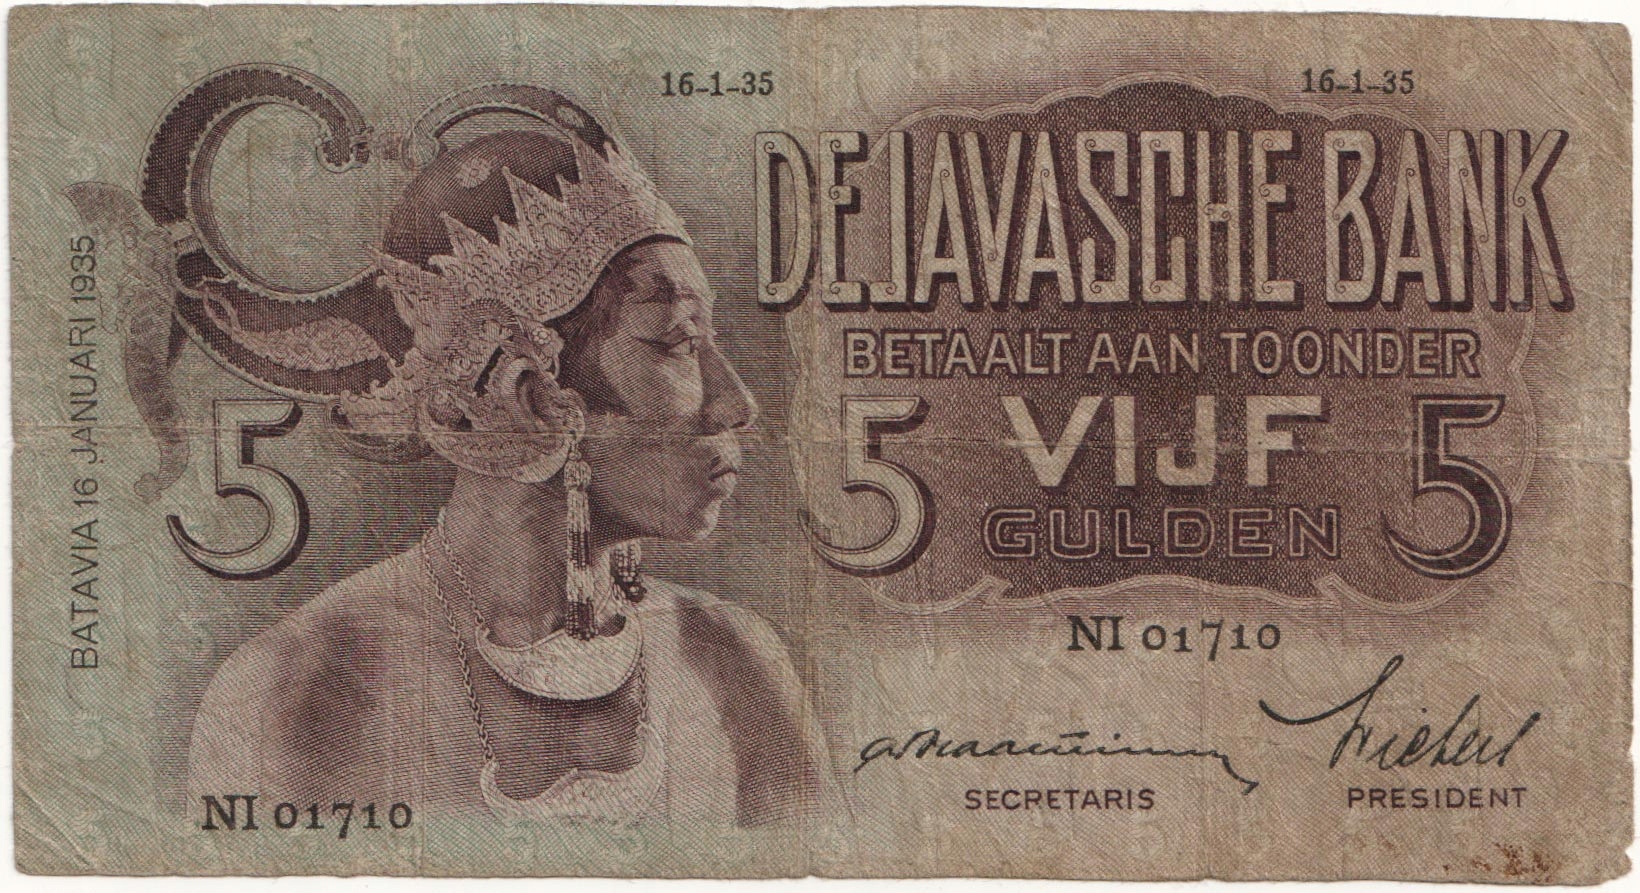 16-1-35
16-1-35
DE JAVASCHE BANK
BETAALT AAN TOONDER
5 VIJF 5
GULDEN
5
BATAVIA 16 JANUARI 1935
NI 01710
NI 01710
SECRETARIS
PRESIDENT